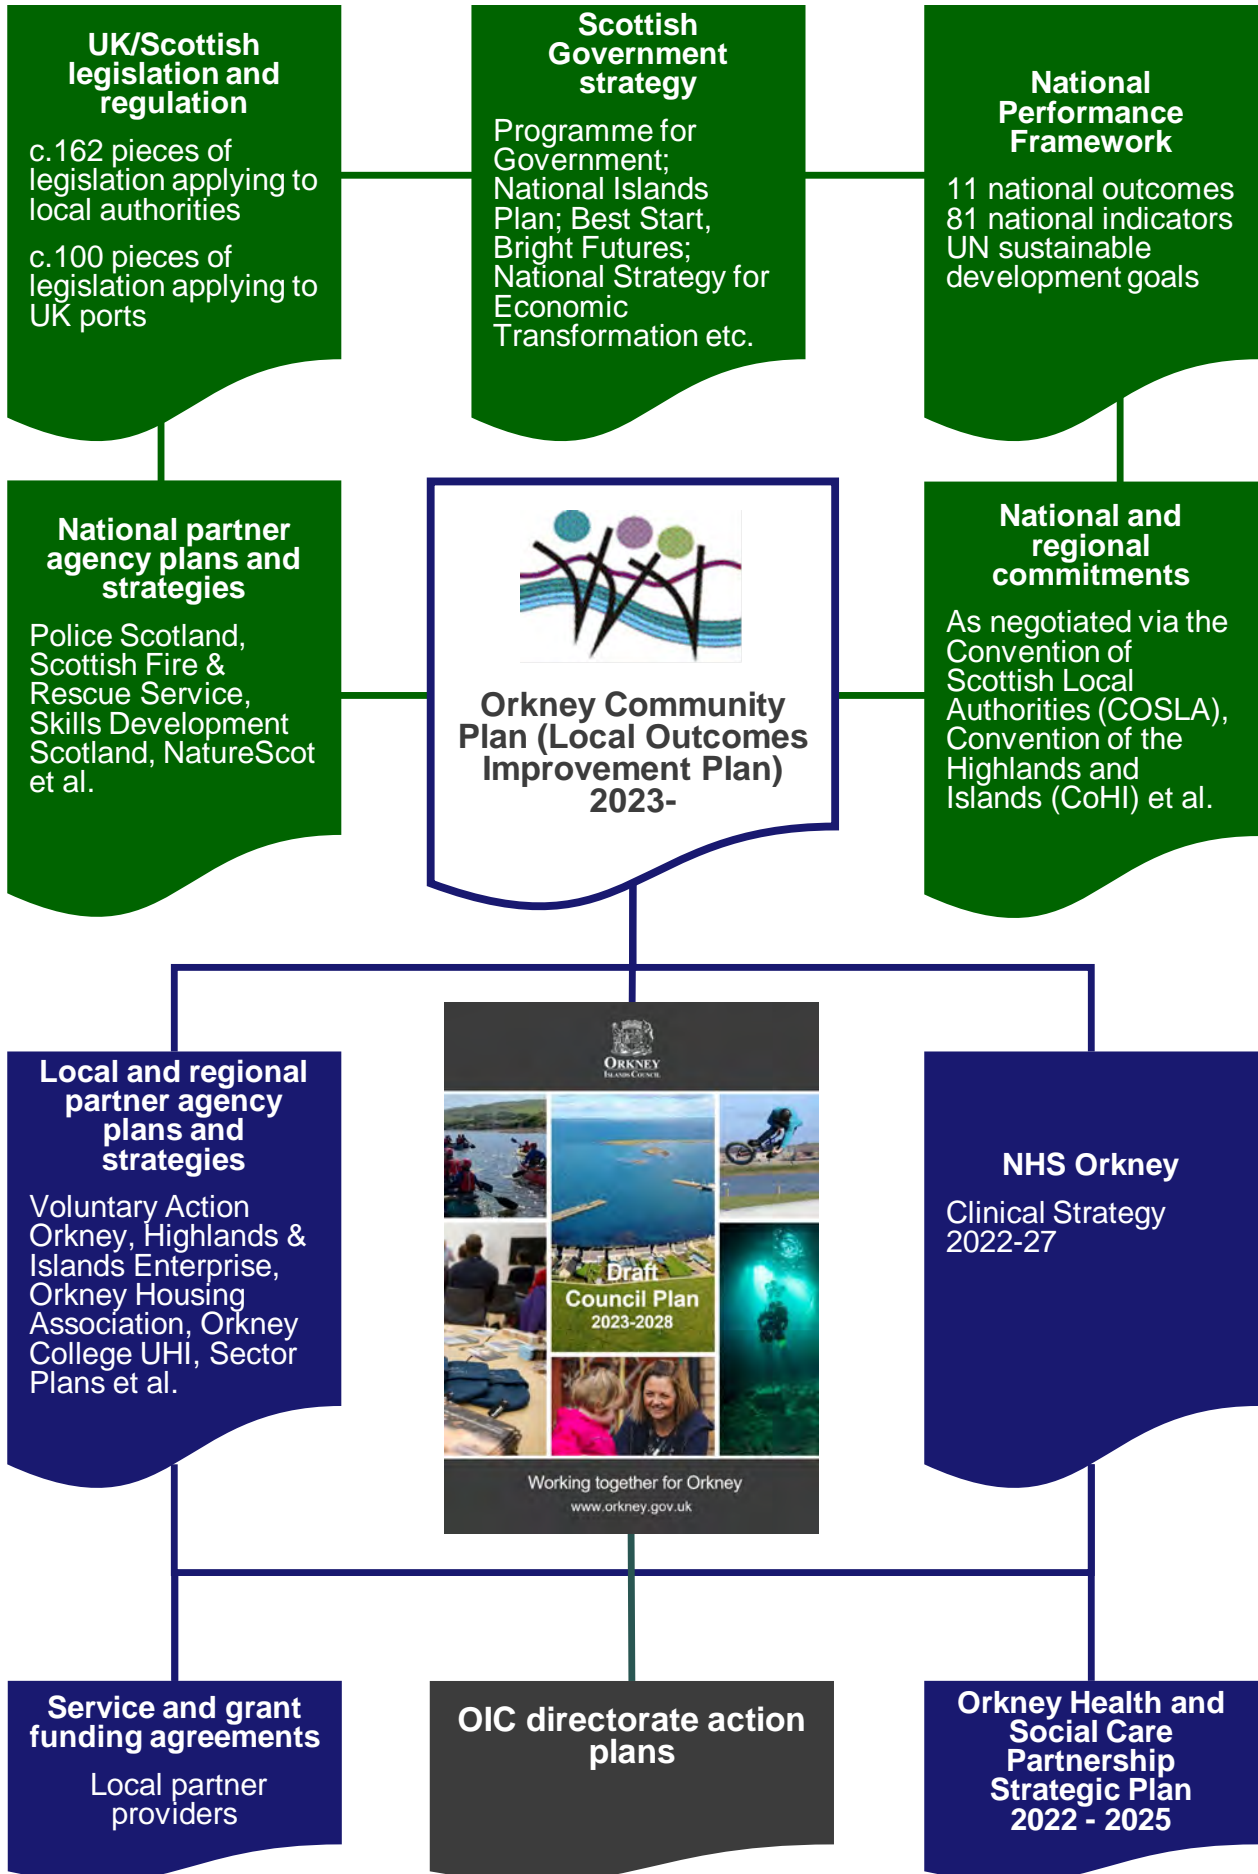 UK/Scottish
legislation and
regulation
c.162 pieces of
legislation applying to
local authorities
c.100 pieces of
legislation applying to
UK ports
Scottish
Government
strategy
Programme for
Government;
National Islands
Plan; Best Start,
Bright Futures;
National Strategy for
Economic
Transformation etc.
National
Performance
Framework
11 national outcomes
81 national indicators
UN sustainable
development goals
National partner
agency plans and
strategies
Police Scotland,
Scottish Fire &
Rescue Service,
Skills Development
Scotland, NatureScot
et al.
Orkney Community
Plan (Local Outcomes
Improvement Plan)
2023-
National and
regional
commitments
As negotiated via the
Convention of
Scottish Local
Authorities (COSLA),
Convention of the
Highlands and
Islands (CoHI) et al.
Local and regional
partner agency
plans and
strategies
Voluntary Action
Orkney, Highlands &
Islands Enterprise,
Orkney Housing
Association, Orkney
College UHI, Sector
Plans et al.
ORKNEY
ISLANDS COUNCIL
Draft
Council Plan
2023-2028
Working together for Orkney
www.orkney.gov.uk
NHS Orkney
Clinical Strategy
2022-27
Service and grant
funding agreements
Local partner
providers
OIC directorate action
plans
Orkney Health and
Social Care
Partnership
Strategic Plan
2022 - 2025